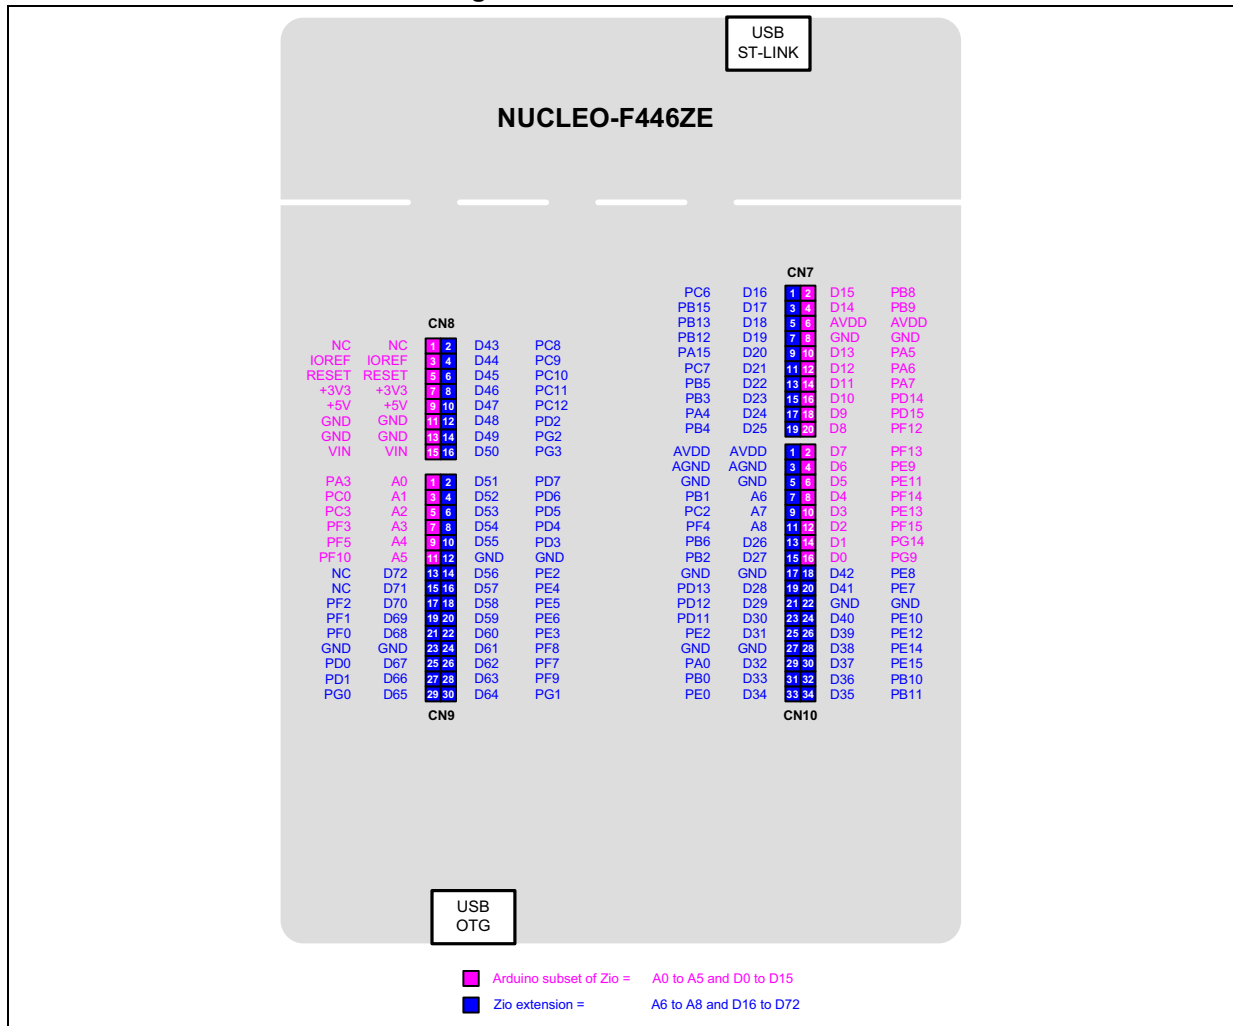 USB
ST-LINK
NUCLEO-F446ZE
CN7
PC6 D16 1 2 D15 PB8
PB15 D17 3 4 D14 PB9
PB13 D18 5 6 AVDD AVDD
PB12 D19 7 8 GND GND
PA15 D20 9 10 D13 PA5
PC7 D21 11 12 D12 PA6
PB5 D22 13 14 D11 PA7
PB3 D23 15 16 D10 PD14
PA4 D24 17 18 D9 PD15
PB4 D25 19 20 D8 PF12
CN8
NC NC 1 2 D43 PC8
IOREF IOREF 3 4 D44 PC9
RESET RESET 5 6 D45 PC10
+3V3 +3V3 7 8 D46 PC11
+5V +5V 9 10 D47 PC12
GND GND 11 12 D48 PD2
GND GND 13 14 D49 PG2
VIN VIN 15 16 D50 PG3
PA3 A0 1 2 D51 PD7
PC0 A1 3 4 D52 PD6
PC3 A2 5 6 D53 PD5
PF3 A3 7 8 D54 PD4
PF5 A4 9 10 D55 PD3
PF10 A5 11 12 GND GND
NC D72 13 14 D56 PE2
NC D71 15 16 D57 PE4
PF2 D70 17 18 D58 PE5
PF1 D69 19 20 D59 PE6
PF0 D68 21 22 D60 PE3
GND GND 23 24 D61 PF8
PD0 D67 25 26 D62 PF7
PD1 D66 27 28 D63 PF9
PG0 D65 29 30 D64 PG1
CN9
AVDD AVDD 1 2 D7 PF13
AGND AGND 3 4 D6 PE9
GND GND 5 6 D5 PE11
PB1 A6 7 8 D4 PF14
PC2 A7 9 10 D3 PE13
PF4 A8 11 12 D2 PF15
PB6 D26 13 14 D1 PG14
PB2 D27 15 16 D0 PG9
GND GND 17 18 D42 PE8
PD13 D28 19 20 D41 PE7
PD12 D29 21 22 GND GND
PD11 D30 23 24 D40 PE10
PE2 D31 25 26 D39 PE12
GND GND 27 28 D38 PE14
PA0 D32 29 30 D37 PE15
PB0 D33 31 32 D36 PB10
PE0 D34 33 34 D35 PB11
CN10
USB
OTG
Arduino subset of Zio = A0 to A5 and D0 to D15
Zio extension = A6 to A8 and D16 to D72